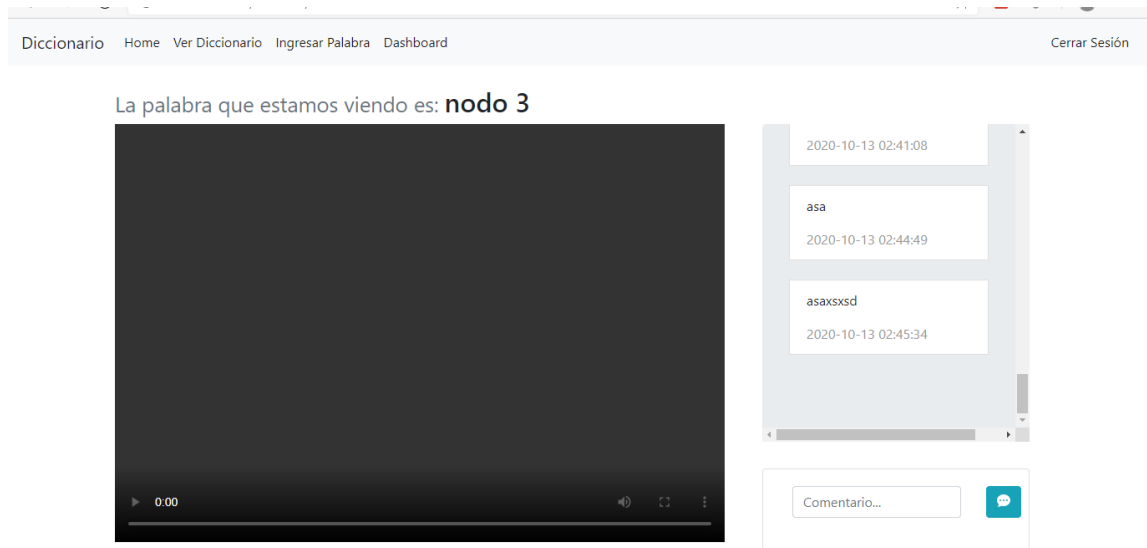 Diccionario Home Ver Diccionario Ingresar Palabra Dashboard Cerrar Sesión
La palabra que estamos viendo es: nodo 3
2020-10-13 02:41:08
asa
2020-10-13 02:44:49
asaxsxsd
2020-10-13 02:45:34
0:00
Comentario...